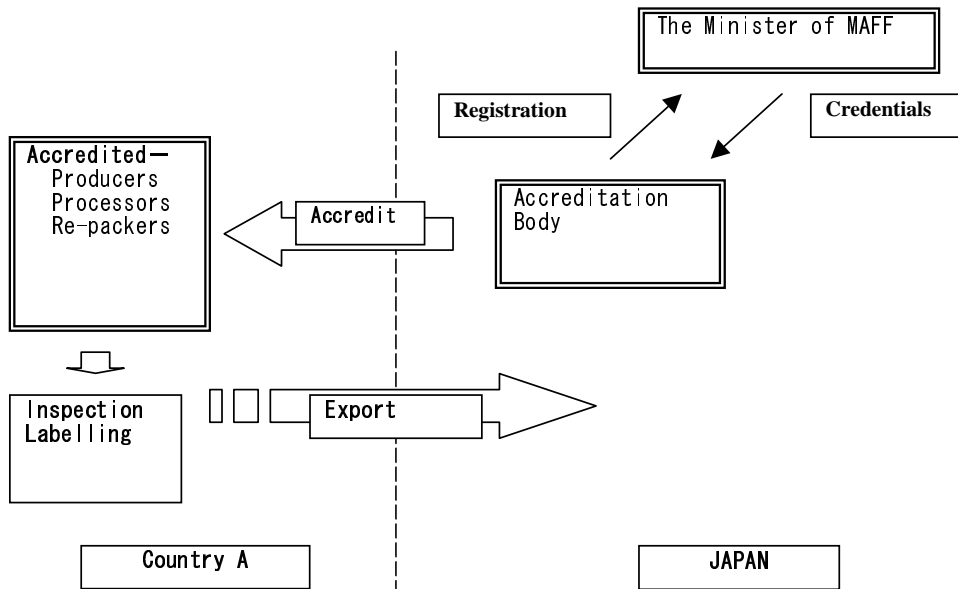 The Minister of MAFF
Registration
Credentials
Accredited—
Producers
Processors
Re-packers
Accredit
Accreditation
Body
Inspection
Labelling
Export
Country A
JAPAN